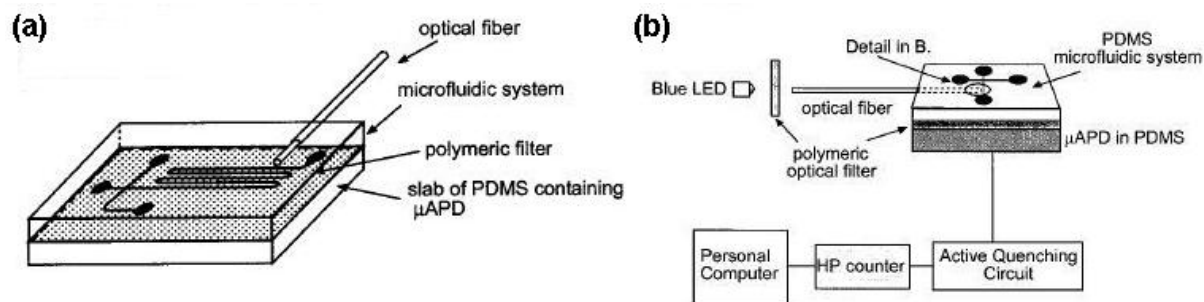 (a)
optical fiber
microfluidic system
polymeric filter
slab of PDMS containing
μAPD
(b)
Detail in B.
PDMS
microfluidic system
Blue LED
optical fiber
polymeric
optical filter
μAPD in PDMS
Personal
Computer
HP counter
Active Quenching
Circuit